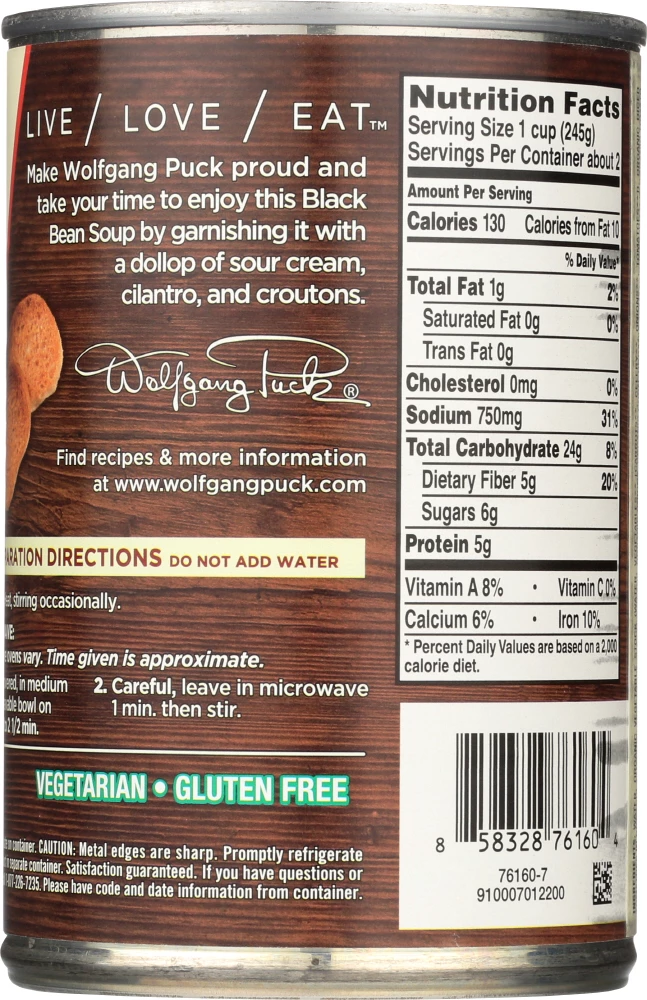 LIVE / LOVE / EAT™
Make Wolfgang Puck proud and
take your time to enjoy this Black
Bean Soup by garnishing it with
a dollop of sour cream,
cilantro, and croutons.
Wolfgang Puck®
Find recipes & more information
at www.wolfgangpuck.com
DIRECTIONS DO NOT ADD WATER
stirring occasionally.
ovens vary. Time given is approximate.
in medium
bowl on
2 1/2 min.
2. Careful, leave in microwave
1 min. then stir.
VEGETARIAN • GLUTEN FREE
on container. CAUTION: Metal edges are sharp. Promptly refrigerate
separate container. Satisfaction guaranteed. If you have questions or
Please have code and date information from container.
Nutrition Facts
Serving Size 1 cup (245g)
Servings Per Container about 2
Amount Per Serving
Calories 130 Calories from Fat 10
% Daily Value*
Total Fat 1g 2%
Saturated Fat 0g 0%
Trans Fat 0g
Cholesterol 0mg 0%
Sodium 750mg 31%
Total Carbohydrate 24g 8%
Dietary Fiber 5g 20%
Sugars 6g
Protein 5g
Vitamin A 8% • Vitamin C 0%
Calcium 6% • Iron 10%
* Percent Daily Values are based on a 2,000
calorie diet.
8 58328 76160 4
76160-7
910007012200